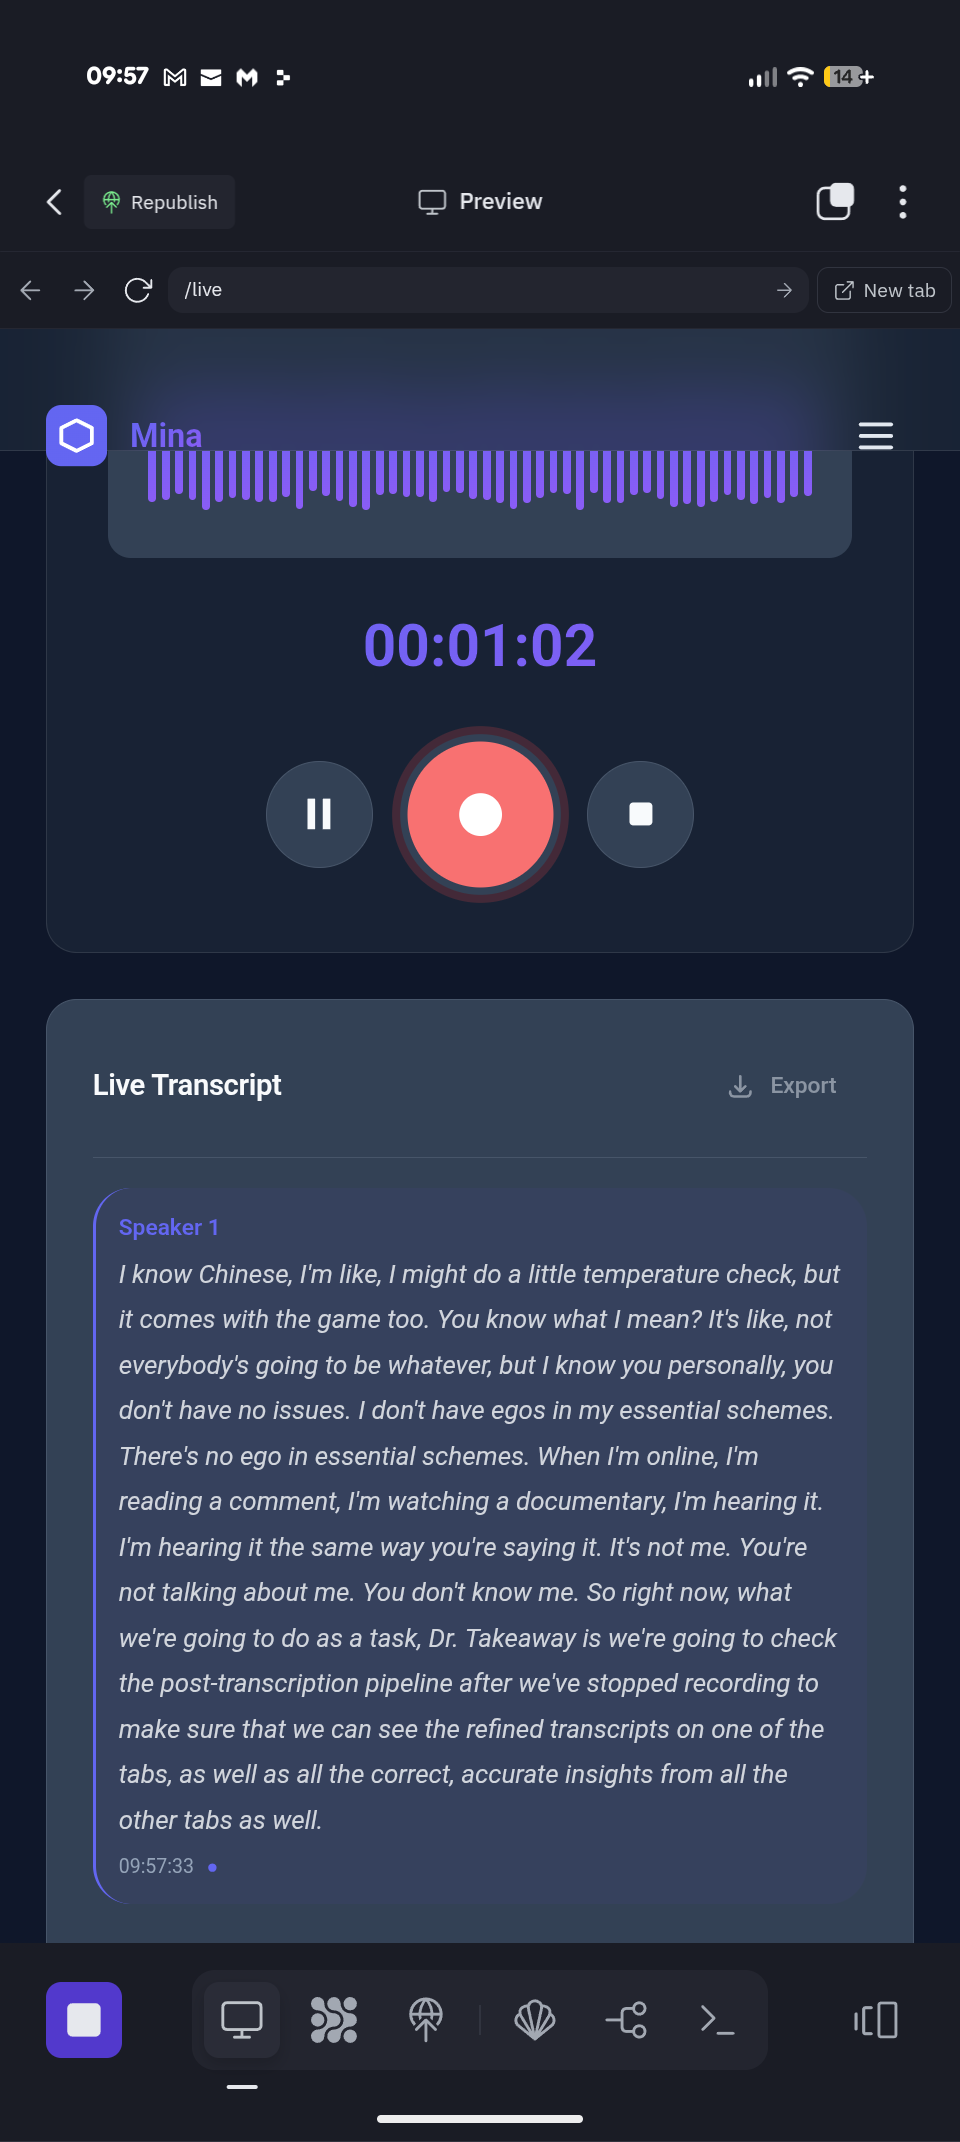 09:57
14
Republish
Preview
/live
New tab
Mina
00:01:02
Live Transcript
Export
Speaker 1
I know Chinese, I'm like, I might do a little temperature check, but
it comes with the game too. You know what I mean? It's like, not
everybody's going to be whatever, but I know you personally, you
don't have no issues. I don't have egos in my essential schemes.
There's no ego in essential schemes. When I'm online, I'm
reading a comment, I'm watching a documentary, I'm hearing it.
I'm hearing it the same way you're saying it. It's not me. You're
not talking about me. You don't know me. So right now, what
we're going to do as a task, Dr. Takeaway is we're going to check
the post-transcription pipeline after we've stopped recording to
make sure that we can see the refined transcripts on one of the
tabs, as well as all the correct, accurate insights from all the
other tabs as well.
09:57:33